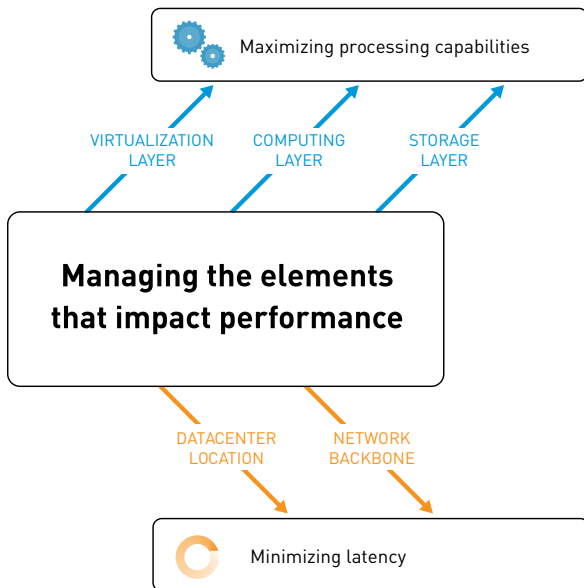 Maximizing processing capabilities
VIRTUALIZATION
LAYER
COMPUTING
LAYER
STORAGE
LAYER
Managing the elements
that impact performance
DATACENTER
LOCATION
NETWORK
BACKBONE
Minimizing latency